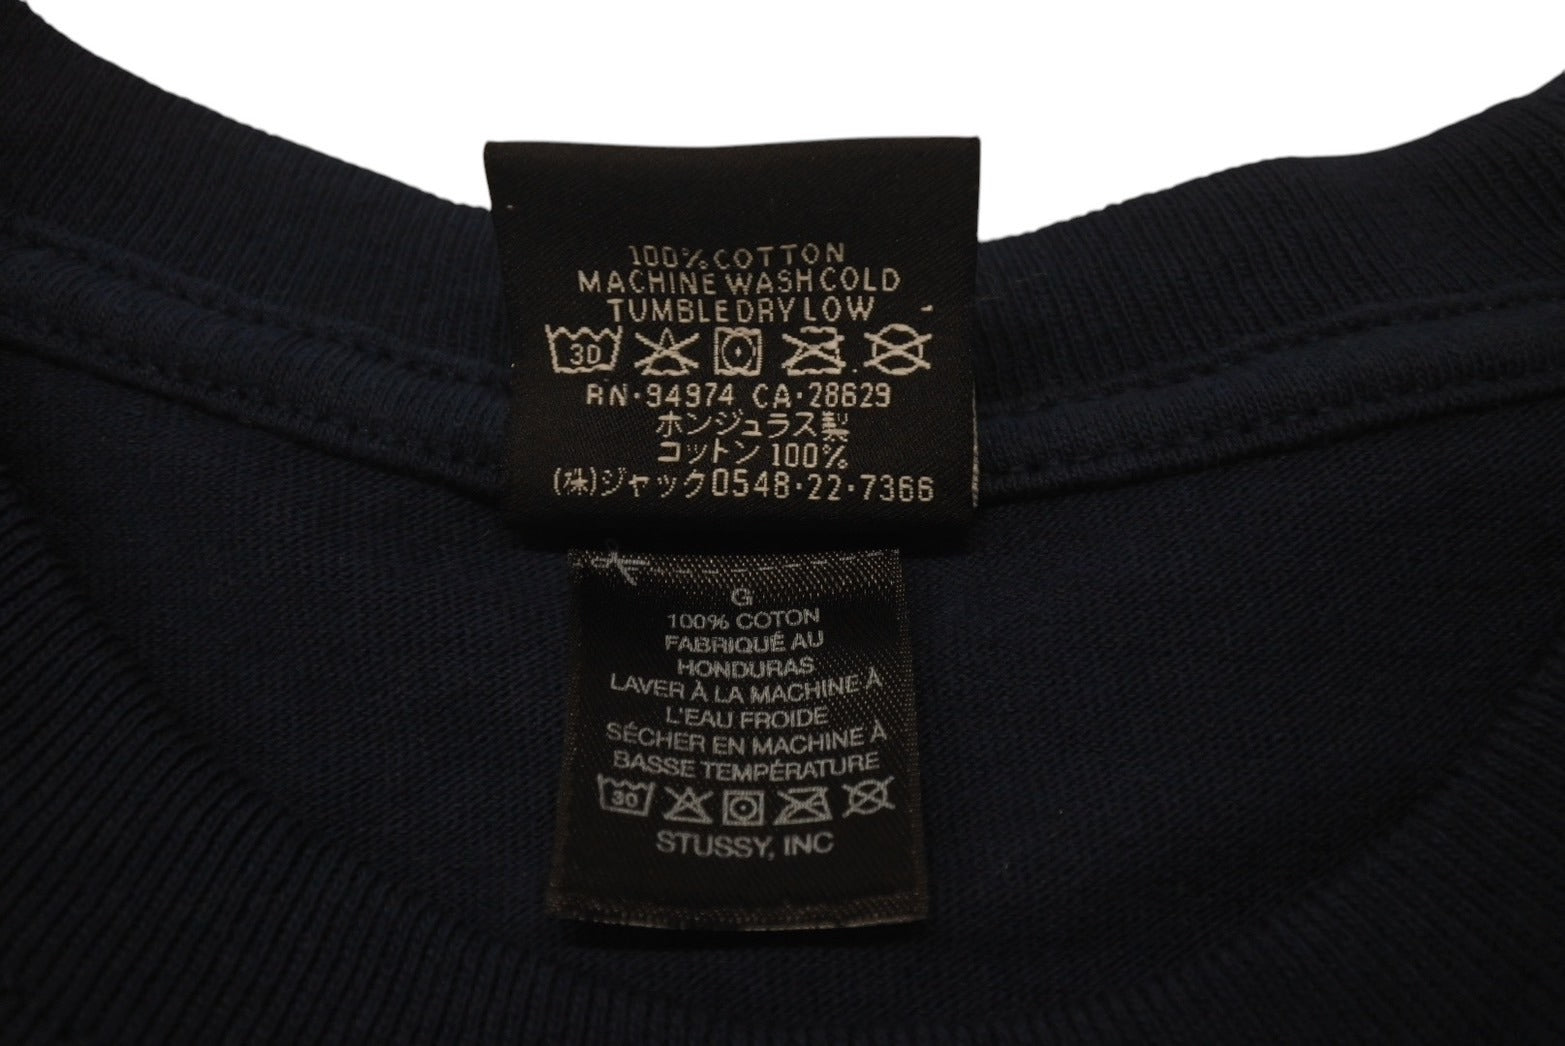 100% COTTON
MACHINE WASH COLD
TUMBLE DRY LOW
30
RN·94974 CA·28629
ホンジュラス製
コットン 100%
(株)ジャック0548·22·7366
G
100% COTON
FABRIQUÉ AU
HONDURAS
LAVER À LA MACHINE À
L'EAU FROIDE
SÉCHER EN MACHINE À
BASSE TEMPÉRATURE
30
STUSSY, INC